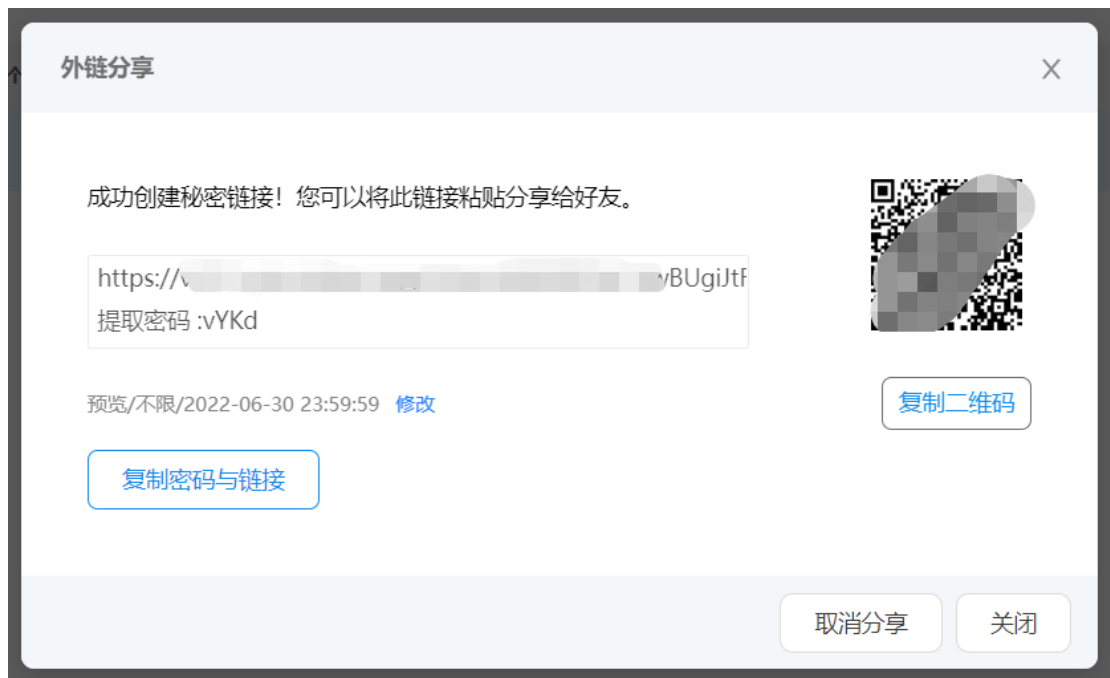 外链分享
成功创建秘密链接！您可以将此链接粘贴分享给好友。
https://
提取密码 :vYKd
预览/不限/2022-06-30 23:59:59 修改
复制二维码
复制密码与链接
取消分享
关闭